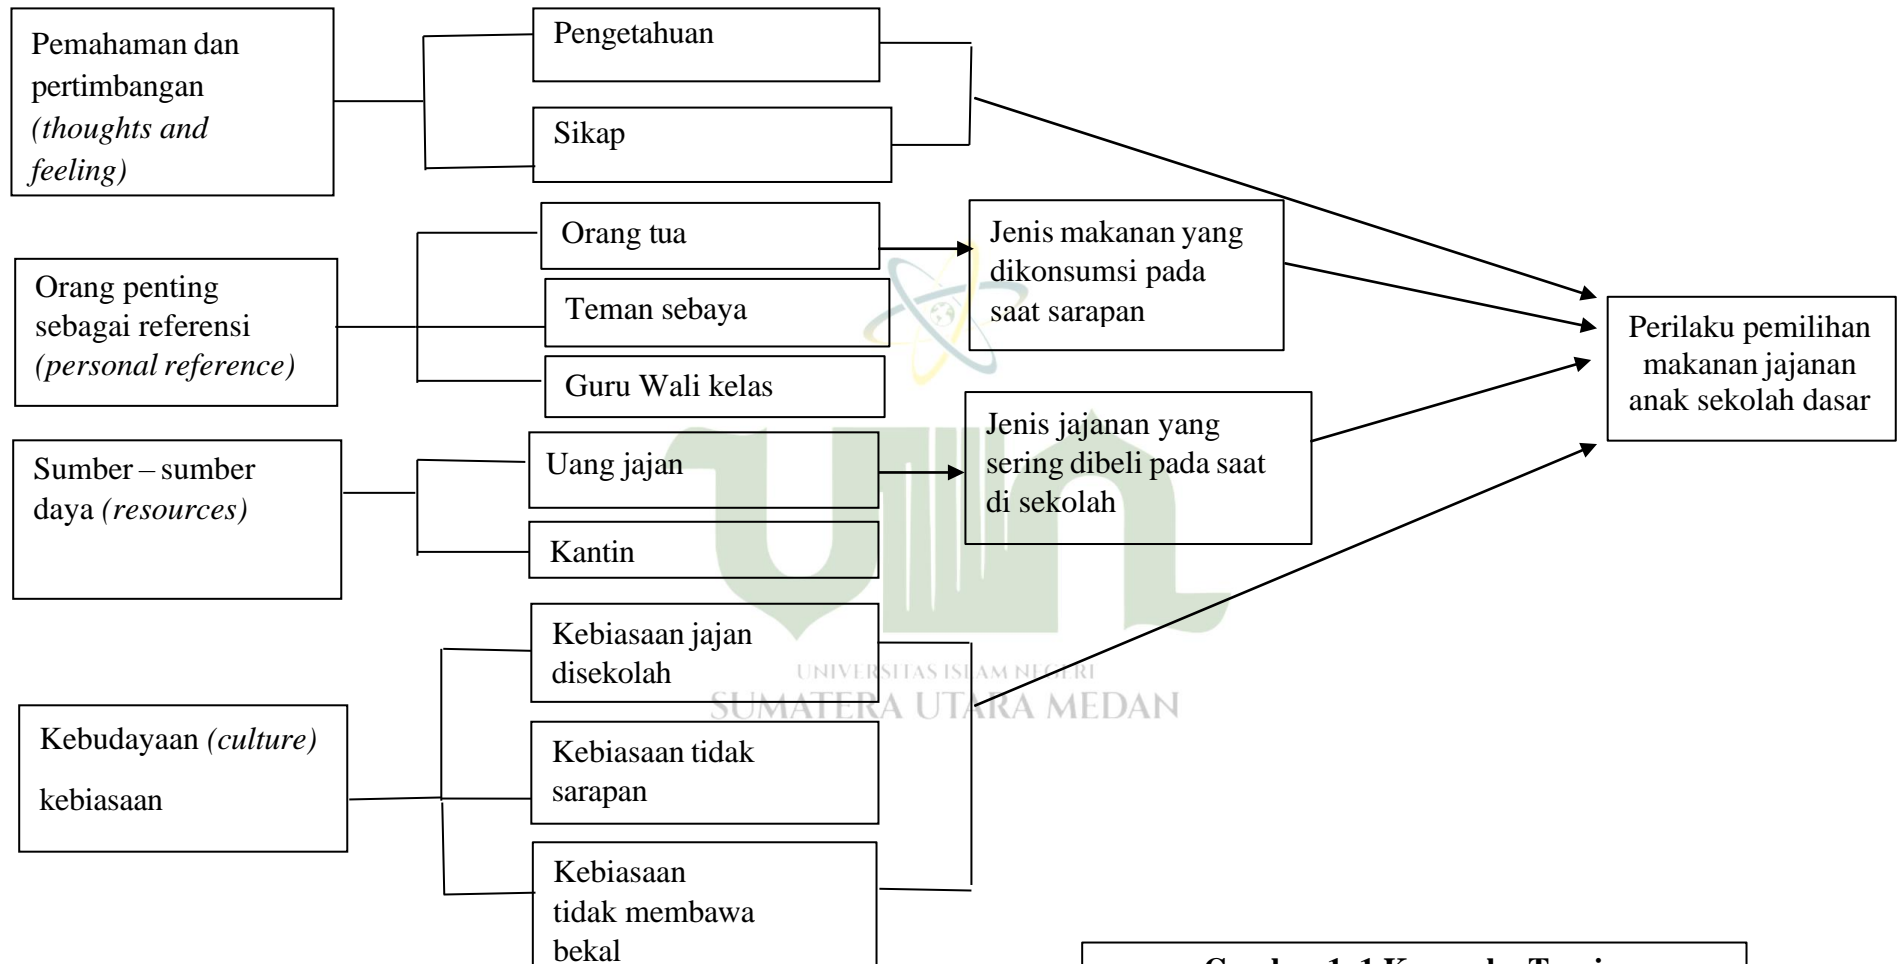 Pemahaman dan
pertimbangan
(thoughts and
feeling)
Pengetahuan
Sikap
Orang penting
sebagai referensi
(personal reference)
Orang tua
Teman sebaya
Guru Wali kelas
Jenis makanan yang
dikonsumsi pada
saat sarapan
Sumber – sumber
daya (resources)
Uang jajan
Kantin
Jenis jajanan yang
sering dibeli pada saat
di sekolah
Kebudayaan (culture)
kebiasaan
Kebiasaan jajan
disekolah
Kebiasaan tidak
sarapan
Kebiasaan
tidak membawa
bekal
Perilaku pemilihan
makanan jajanan
anak sekolah dasar
UNIVERSITAS ISLAM NEGERI
SUMATERA UTARA MEDAN